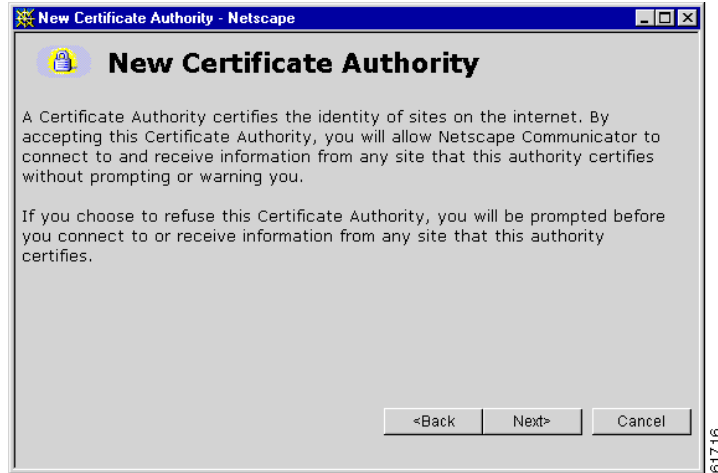 New Certificate Authority - Netscape
New Certificate Authority
A Certificate Authority certifies the identity of sites on the internet. By
accepting this Certificate Authority, you will allow Netscape Communicator to
connect to and receive information from any site that this authority certifies
without prompting or warning you.
If you choose to refuse this Certificate Authority, you will be prompted before
you connect to or receive information from any site that this authority
certifies.
<Back Next> Cancel
61716